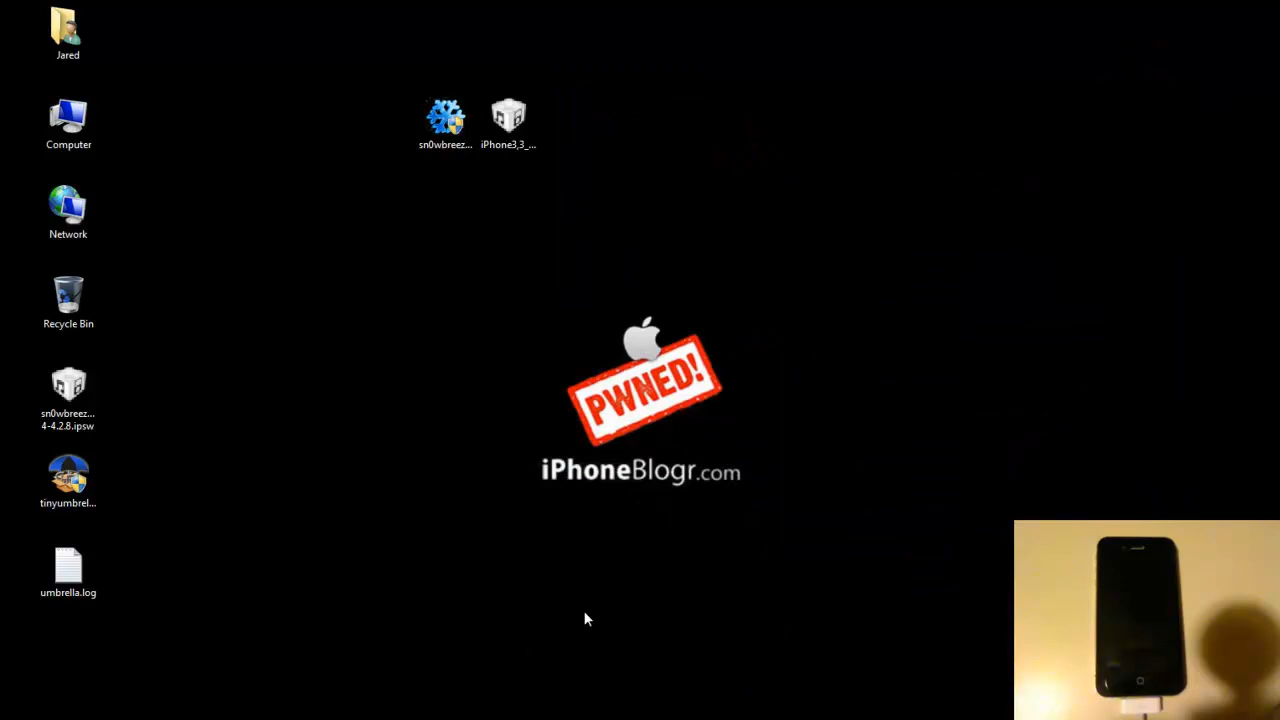 Jared
sn0wbreez...
iPhone3,3_...
Computer
Network
Recycle Bin
sn0wbreez...
4-4.2.8.ipsw
tinyumbrel...
umbrella.log
PWNED!
iPhoneBlogr.com